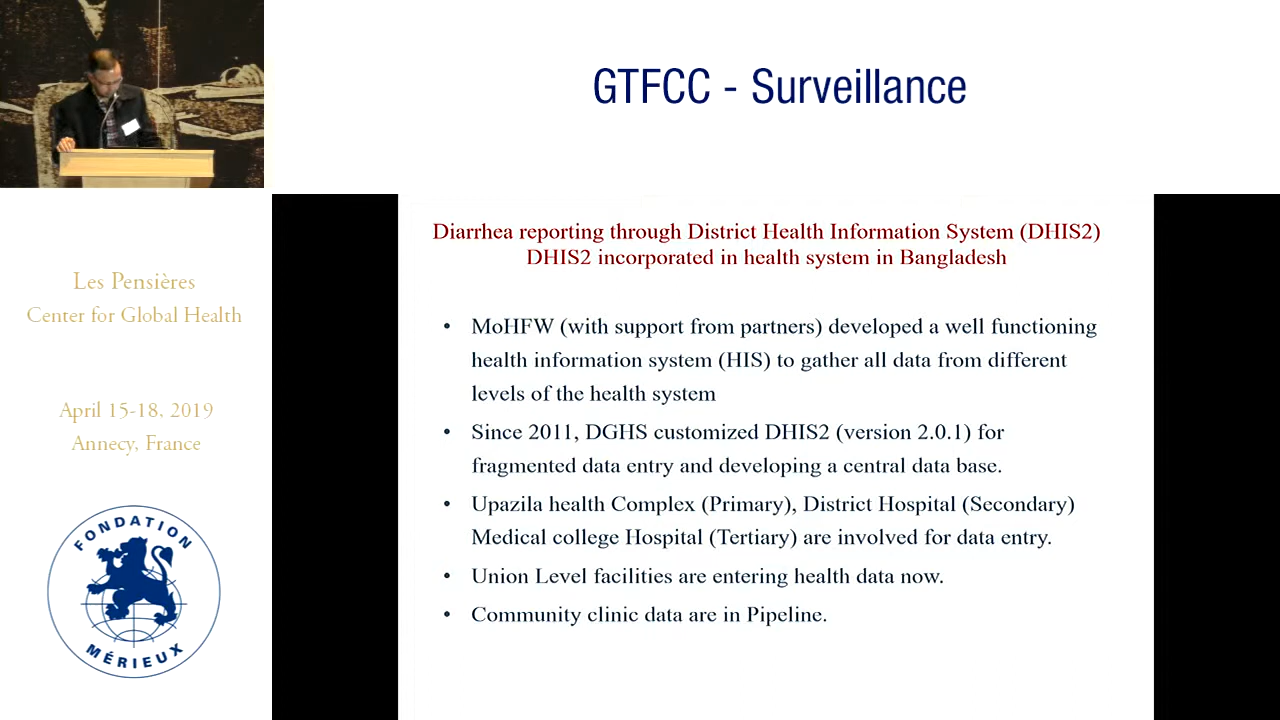 GTFCC - Surveillance
Les Pensières
Center for Global Health
April 15-18, 2019
Annecy, France
FONDATION
MÉRIEUX
Diarrhea reporting through District Health Information System (DHIS2)
DHIS2 incorporated in health system in Bangladesh
• MoHFW (with support from partners) developed a well functioning
health information system (HIS) to gather all data from different
levels of the health system
• Since 2011, DGHS customized DHIS2 (version 2.0.1) for
fragmented data entry and developing a central data base.
• Upazila health Complex (Primary), District Hospital (Secondary)
Medical college Hospital (Tertiary) are involved for data entry.
• Union Level facilities are entering health data now.
• Community clinic data are in Pipeline.